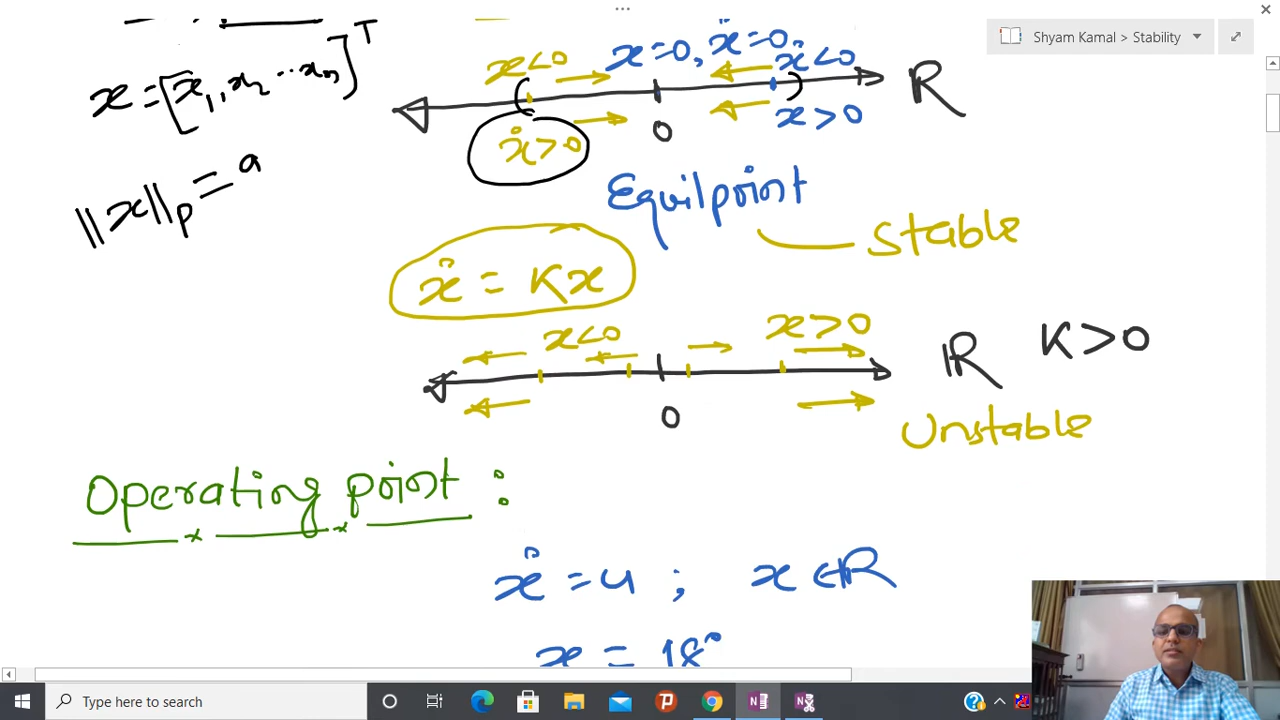 Shyam Kamal > Stability
x = [x₁, x₂ ... xₙ]ᵀ
ẋ<0
x<0
x=0, ẋ=0
x>0
ẋ>0
0
R
||x||ₚ = a
Equilpoint
Stable
ẋ = Kx
x<0
x>0
0
R
K>0
Unstable
Operating point :
ẋ = u ; x ∈ R
x = 18°
Type here to search